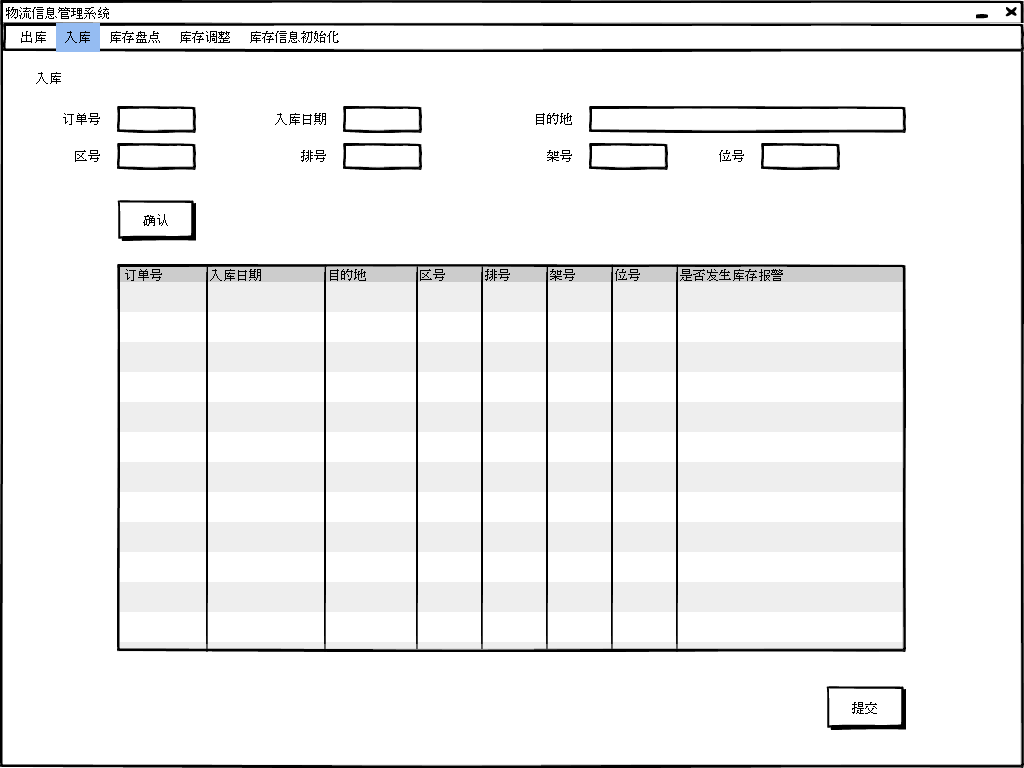 物流信息管理系统
出库 入库 库存盘点 库存调整 库存信息初始化
入库
订单号 入库日期 目的地
区号 排号 架号 位号
确认
订单号 入库日期 目的地 区号 排号 架号 位号 是否发生库存报警
提交